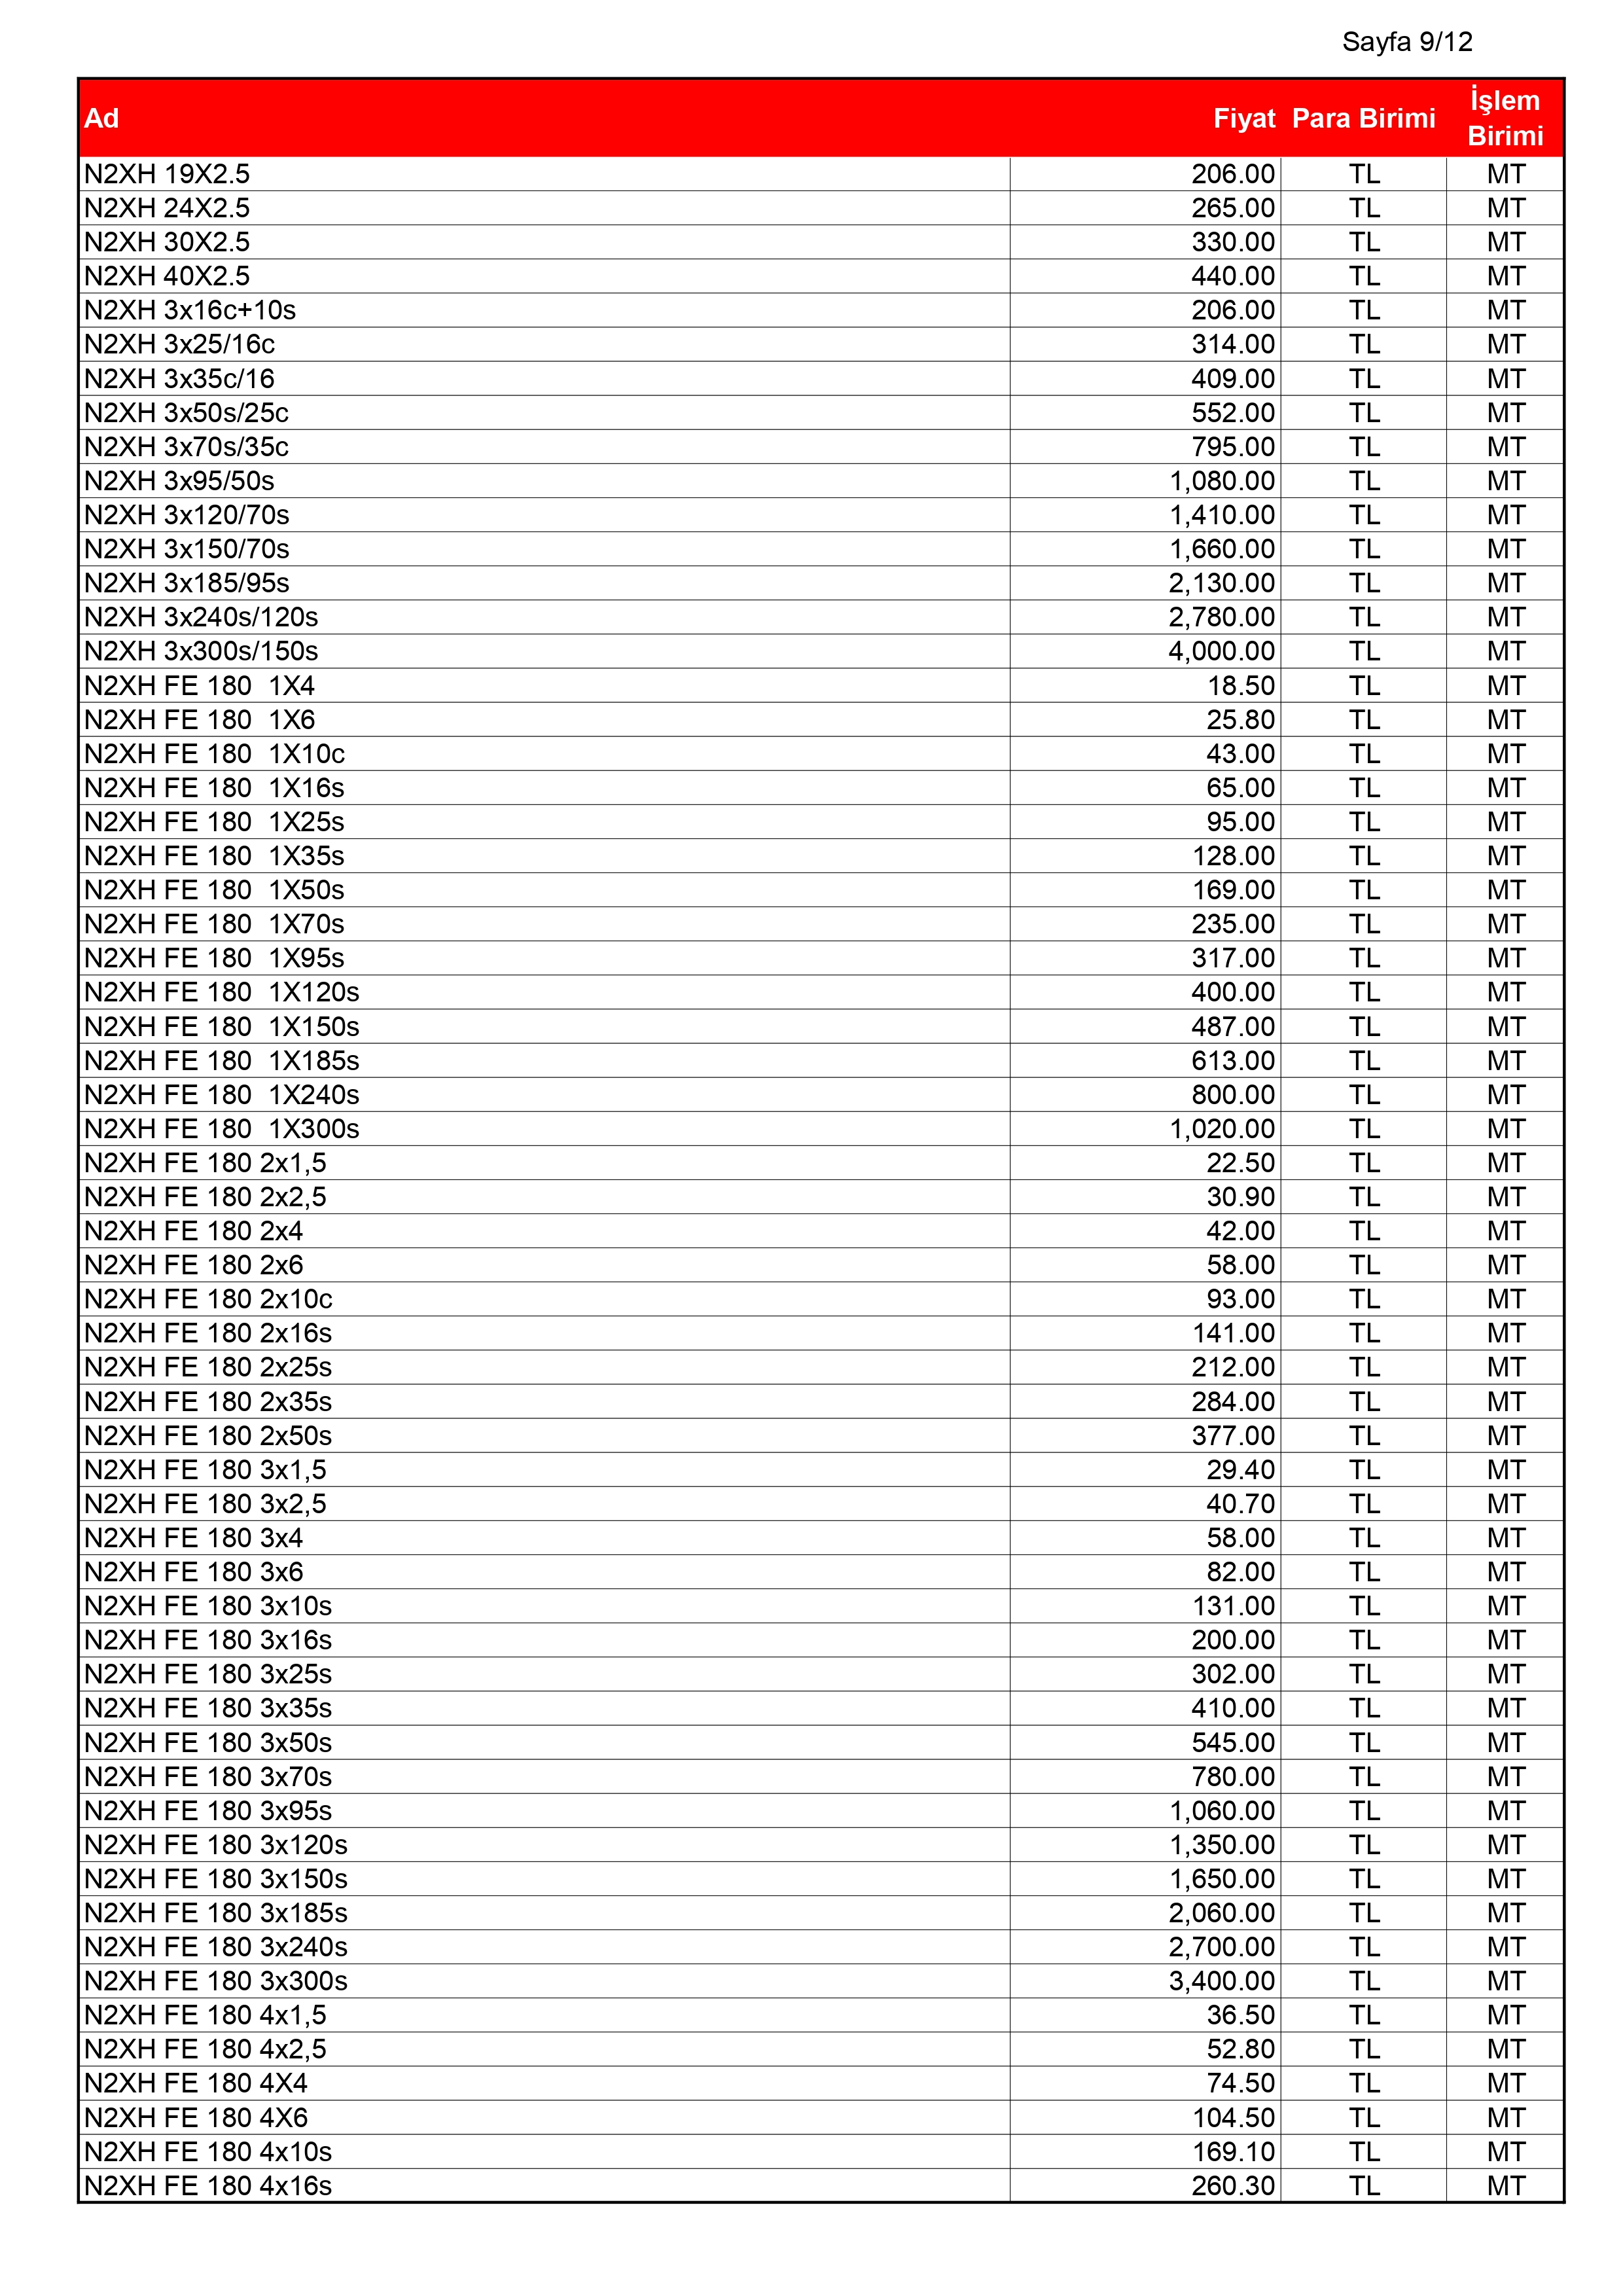 Sayfa 9/12
Ad Fiyat Para Birimi İşlem Birimi
N2XH 19X2.5 206.00 TL MT
N2XH 24X2.5 265.00 TL MT
N2XH 30X2.5 330.00 TL MT
N2XH 40X2.5 440.00 TL MT
N2XH 3x16c+10s 206.00 TL MT
N2XH 3x25/16c 314.00 TL MT
N2XH 3x35c/16 409.00 TL MT
N2XH 3x50s/25c 552.00 TL MT
N2XH 3x70s/35c 795.00 TL MT
N2XH 3x95/50s 1,080.00 TL MT
N2XH 3x120/70s 1,410.00 TL MT
N2XH 3x150/70s 1,660.00 TL MT
N2XH 3x185/95s 2,130.00 TL MT
N2XH 3x240s/120s 2,780.00 TL MT
N2XH 3x300s/150s 4,000.00 TL MT
N2XH FE 180  1X4 18.50 TL MT
N2XH FE 180  1X6 25.80 TL MT
N2XH FE 180  1X10c 43.00 TL MT
N2XH FE 180  1X16s 65.00 TL MT
N2XH FE 180  1X25s 95.00 TL MT
N2XH FE 180  1X35s 128.00 TL MT
N2XH FE 180  1X50s 169.00 TL MT
N2XH FE 180  1X70s 235.00 TL MT
N2XH FE 180  1X95s 317.00 TL MT
N2XH FE 180  1X120s 400.00 TL MT
N2XH FE 180  1X150s 487.00 TL MT
N2XH FE 180  1X185s 613.00 TL MT
N2XH FE 180  1X240s 800.00 TL MT
N2XH FE 180  1X300s 1,020.00 TL MT
N2XH FE 180 2x1,5 22.50 TL MT
N2XH FE 180 2x2,5 30.90 TL MT
N2XH FE 180 2x4 42.00 TL MT
N2XH FE 180 2x6 58.00 TL MT
N2XH FE 180 2x10c 93.00 TL MT
N2XH FE 180 2x16s 141.00 TL MT
N2XH FE 180 2x25s 212.00 TL MT
N2XH FE 180 2x35s 284.00 TL MT
N2XH FE 180 2x50s 377.00 TL MT
N2XH FE 180 3x1,5 29.40 TL MT
N2XH FE 180 3x2,5 40.70 TL MT
N2XH FE 180 3x4 58.00 TL MT
N2XH FE 180 3x6 82.00 TL MT
N2XH FE 180 3x10s 131.00 TL MT
N2XH FE 180 3x16s 200.00 TL MT
N2XH FE 180 3x25s 302.00 TL MT
N2XH FE 180 3x35s 410.00 TL MT
N2XH FE 180 3x50s 545.00 TL MT
N2XH FE 180 3x70s 780.00 TL MT
N2XH FE 180 3x95s 1,060.00 TL MT
N2XH FE 180 3x120s 1,350.00 TL MT
N2XH FE 180 3x150s 1,650.00 TL MT
N2XH FE 180 3x185s 2,060.00 TL MT
N2XH FE 180 3x240s 2,700.00 TL MT
N2XH FE 180 3x300s 3,400.00 TL MT
N2XH FE 180 4x1,5 36.50 TL MT
N2XH FE 180 4x2,5 52.80 TL MT
N2XH FE 180 4X4 74.50 TL MT
N2XH FE 180 4X6 104.50 TL MT
N2XH FE 180 4x10s 169.10 TL MT
N2XH FE 180 4x16s 260.30 TL MT